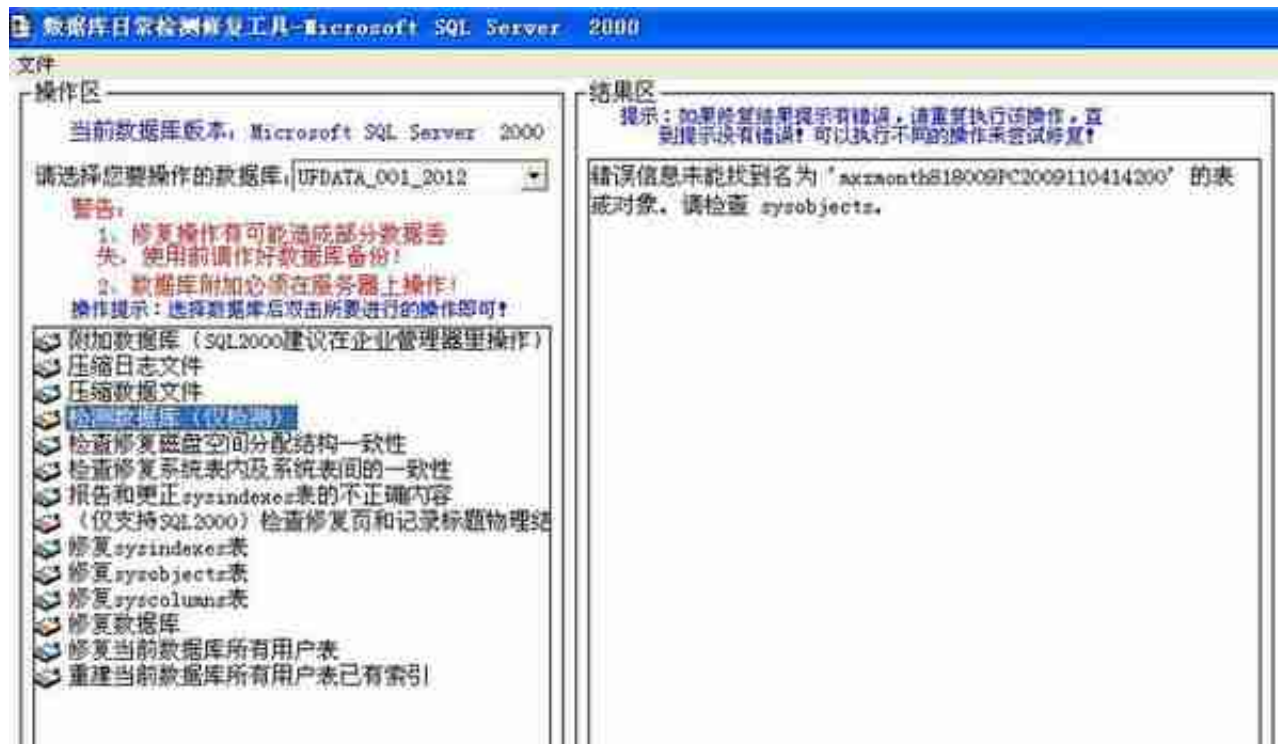 数据库日常检测修复工具-Microsoft SQL Server 2000
文件
操作区
当前数据库版本: Microsoft SQL Server 2000
请选择您要操作的数据库: UFDATA_001_2012
警告:
1、修复操作有可能造成部分数据丢
失, 使用前请作好数据库备份!
2、数据库附加必须在服务器上操作!
操作提示:选择数据库后双击所要进行的操作即可!
附加数据库(SQL2000建议在企业管理器里操作)
压缩日志文件
压缩数据文件
检测数据库(仅检测)
检查修复磁盘空间分配结构一致性
检查修复系统表内及系统表间的一致性
报告和更正sysindexes表的不正确内容
(仅支持SQL2000)检查修复页和记录标题物理结
修复sysindexes表
修复sysobjects表
修复syscolumns表
修复数据库
修复当前数据库所有用户表
重建当前数据库所有用户表已有索引
结果区
提示:如果修复结果提示有错误,请重复执行该操作,直
到提示没有错误!可以执行不同的操作来尝试修复!
错误信息未能找到名为 '的表
或对象。请检查 sysobjects。